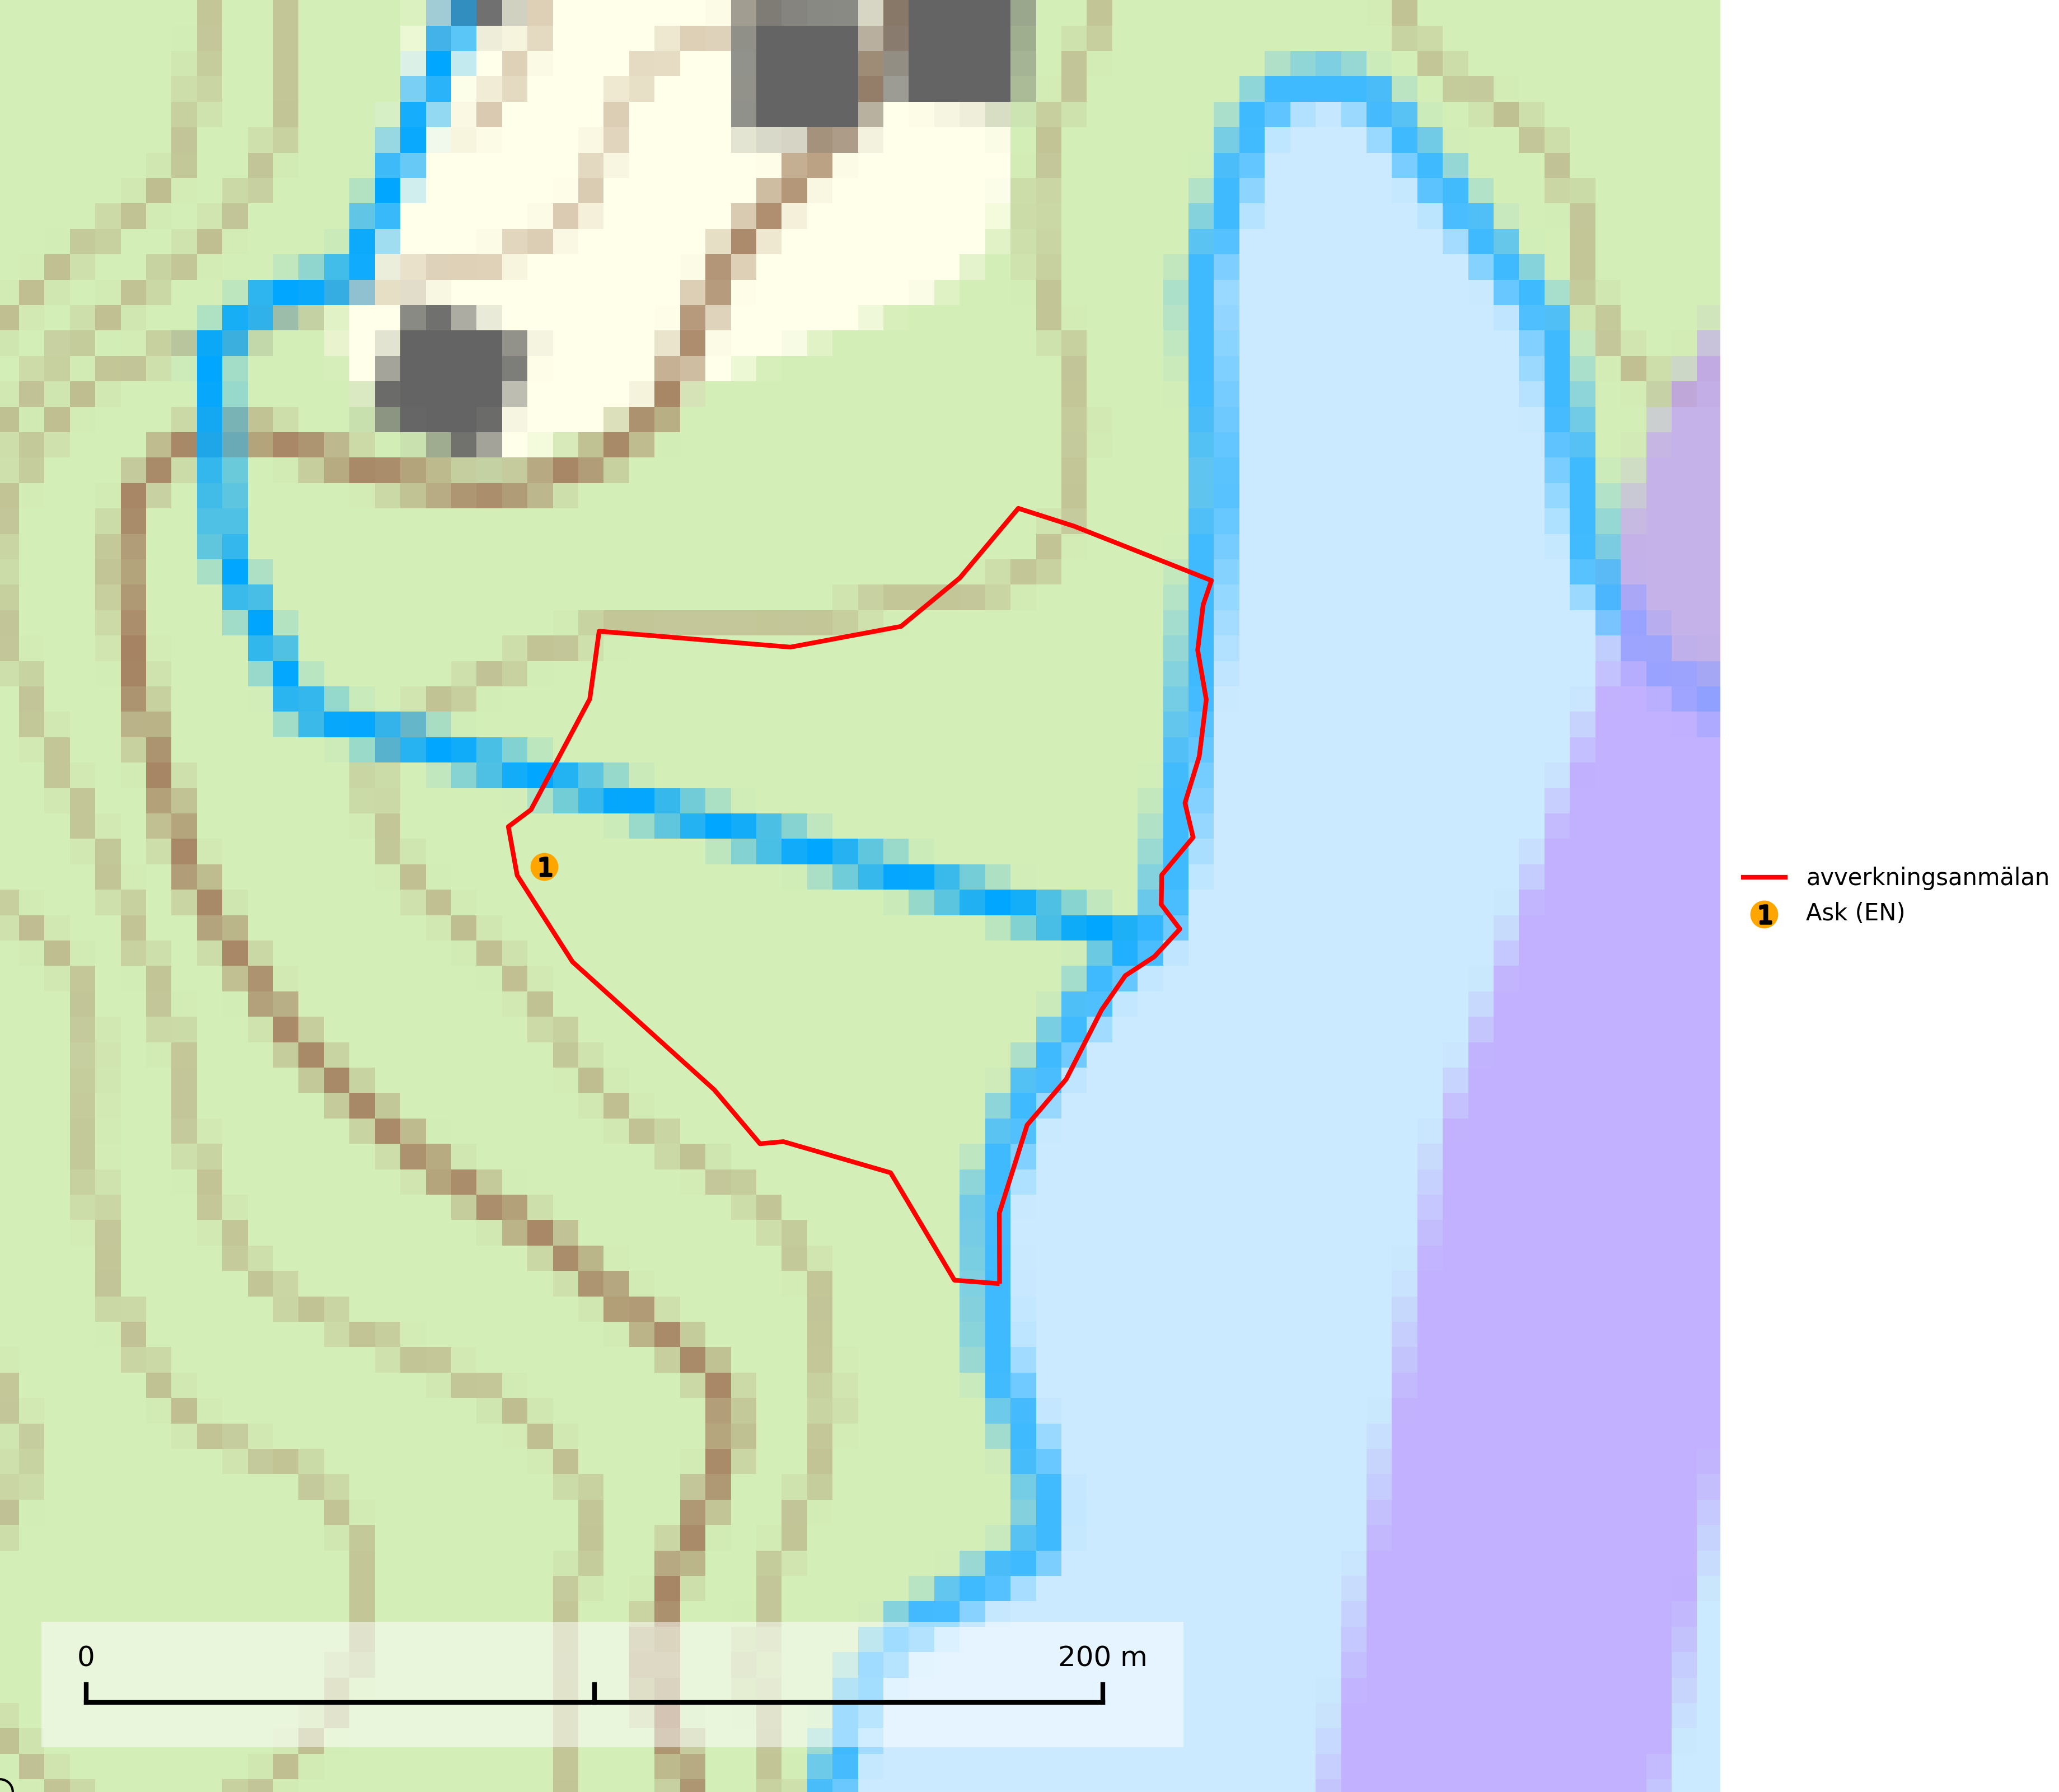 1
avverkningsanmälan
1 Ask (EN)
0 200 m